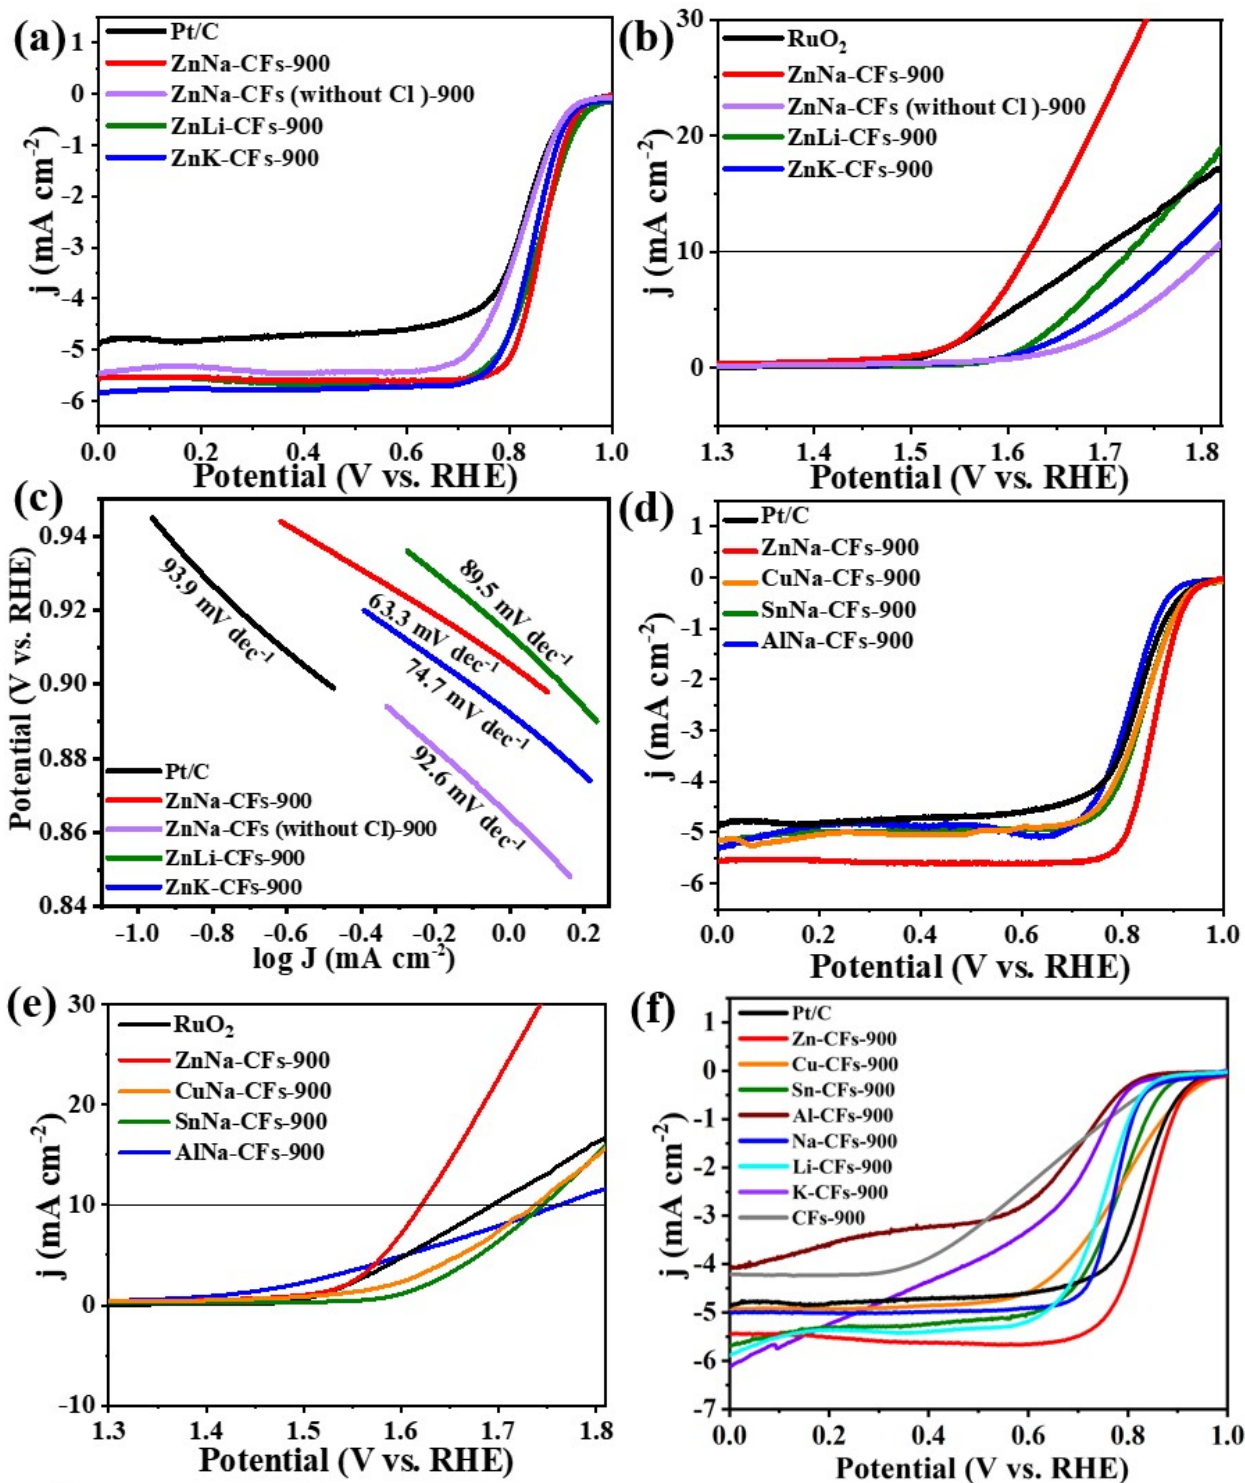 (a)
Pt/C
ZnNa-CFs-900
ZnNa-CFs (without Cl )-900
ZnLi-CFs-900
ZnK-CFs-900
1
0
-1
-2
-3
-4
-5
-6
j (mA cm-2)
0.0 0.2 0.4 0.6 0.8 1.0
Potential (V vs. RHE)
(b)
RuO2
ZnNa-CFs-900
ZnNa-CFs (without Cl )-900
ZnLi-CFs-900
ZnK-CFs-900
30
20
10
0
j (mA cm-2)
1.3 1.4 1.5 1.6 1.7 1.8
Potential (V vs. RHE)
(c)
0.94
0.92
0.90
0.88
0.86
0.84
Potential (V vs. RHE)
93.9 mV dec-1
63.3 mV dec-1
89.5 mV dec-1
74.7 mV dec-1
92.6 mV dec-1
Pt/C
ZnNa-CFs-900
ZnNa-CFs (without Cl)-900
ZnLi-CFs-900
ZnK-CFs-900
-1.0 -0.8 -0.6 -0.4 -0.2 0.0 0.2
log J (mA cm-2)
(d)
Pt/C
ZnNa-CFs-900
CuNa-CFs-900
SnNa-CFs-900
AlNa-CFs-900
1
0
-1
-2
-3
-4
-5
-6
j (mA cm-2)
0.0 0.2 0.4 0.6 0.8 1.0
Potential (V vs. RHE)
(e)
RuO2
ZnNa-CFs-900
CuNa-CFs-900
SnNa-CFs-900
AlNa-CFs-900
30
20
10
0
-10
j (mA cm-2)
1.3 1.4 1.5 1.6 1.7 1.8
Potential (V vs. RHE)
(f)
Pt/C
Zn-CFs-900
Cu-CFs-900
Sn-CFs-900
Al-CFs-900
Na-CFs-900
Li-CFs-900
K-CFs-900
CFs-900
1
0
-1
-2
-3
-4
-5
-6
-7
j (mA cm-2)
0.0 0.2 0.4 0.6 0.8 1.0
Potential (V vs. RHE)